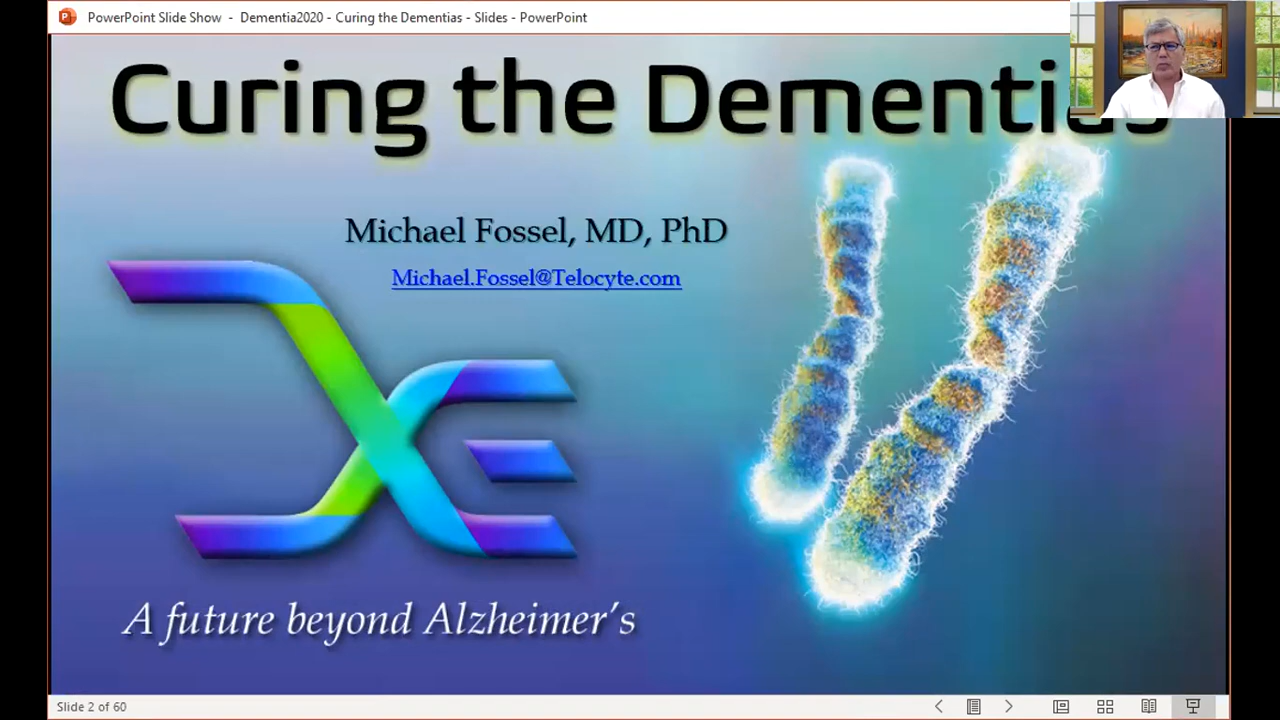 PowerPoint Slide Show - Dementia2020 - Curing the Dementias - Slides - PowerPoint
Curing the Dementias
Michael Fossel, MD, PhD
Michael.Fossel@Telocyte.com
A future beyond Alzheimer's
Slide 2 of 60